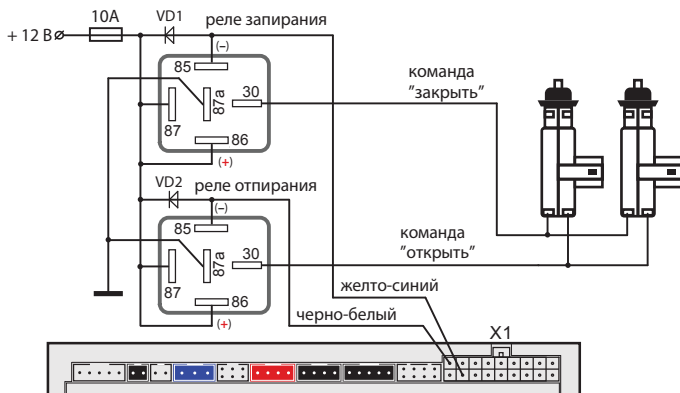 10А
VD1
реле запирания
+ 12 В
(–)
85
30
87a
87
86
(+)
команда
"закрыть"
VD2
реле отпирания
(–)
85
30
87a
87
86
(+)
команда
"открыть"
желто-синий
черно-белый
X1